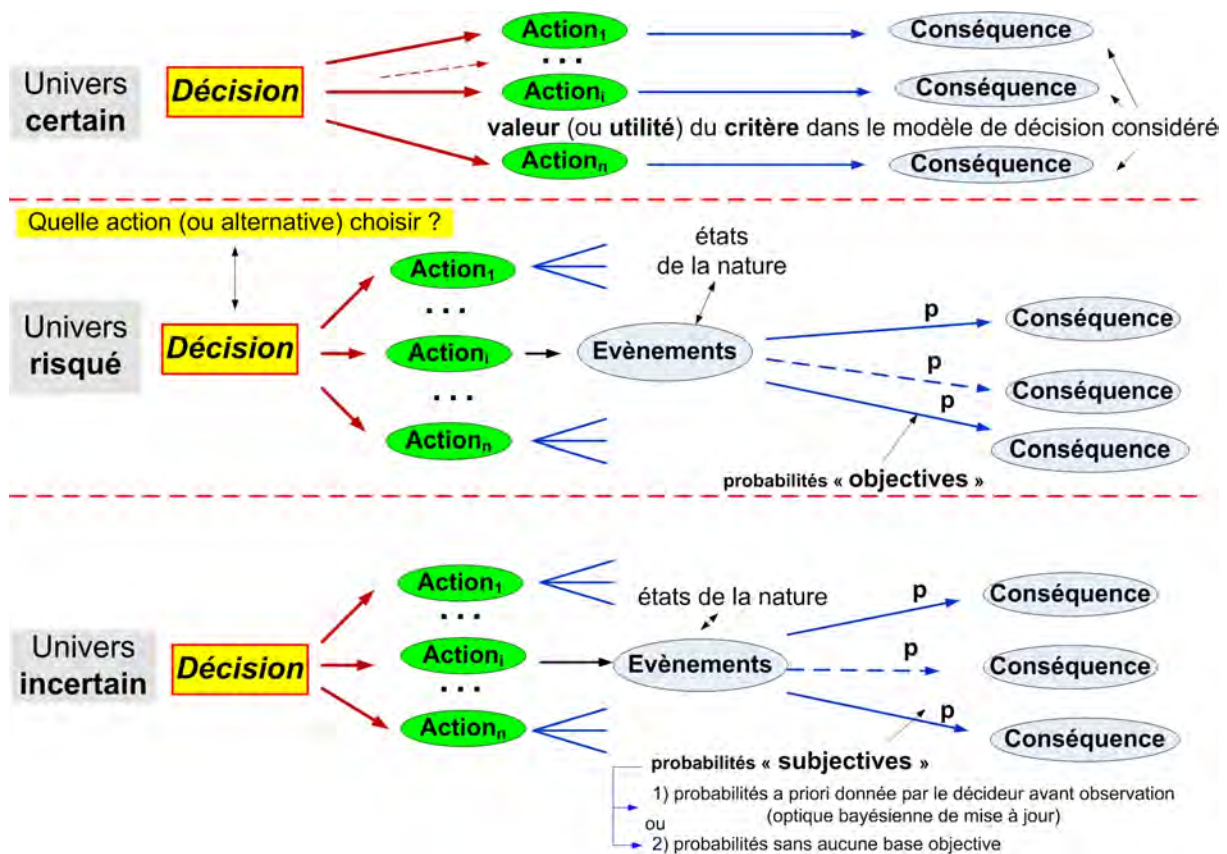 Univers
certain
Décision
Action1
Conséquence
...
Actioni
Conséquence
valeur (ou utilité) du critère dans le modèle de décision considéré
Actionn
Conséquence
Quelle action (ou alternative) choisir ?
Univers
risqué
Décision
Action1
...
Actioni
...
Actionn
états
de la nature
Evènements
p
p
p
Conséquence
Conséquence
Conséquence
probabilités « objectives »
Univers
incertain
Décision
Action1
...
Actioni
...
Actionn
états de la nature
Evènements
p
p
p
Conséquence
Conséquence
Conséquence
probabilités « subjectives »
1) probabilités a priori donnée par le décideur avant observation
(optique bayésienne de mise à jour)
ou
2) probabilités sans aucune base objective